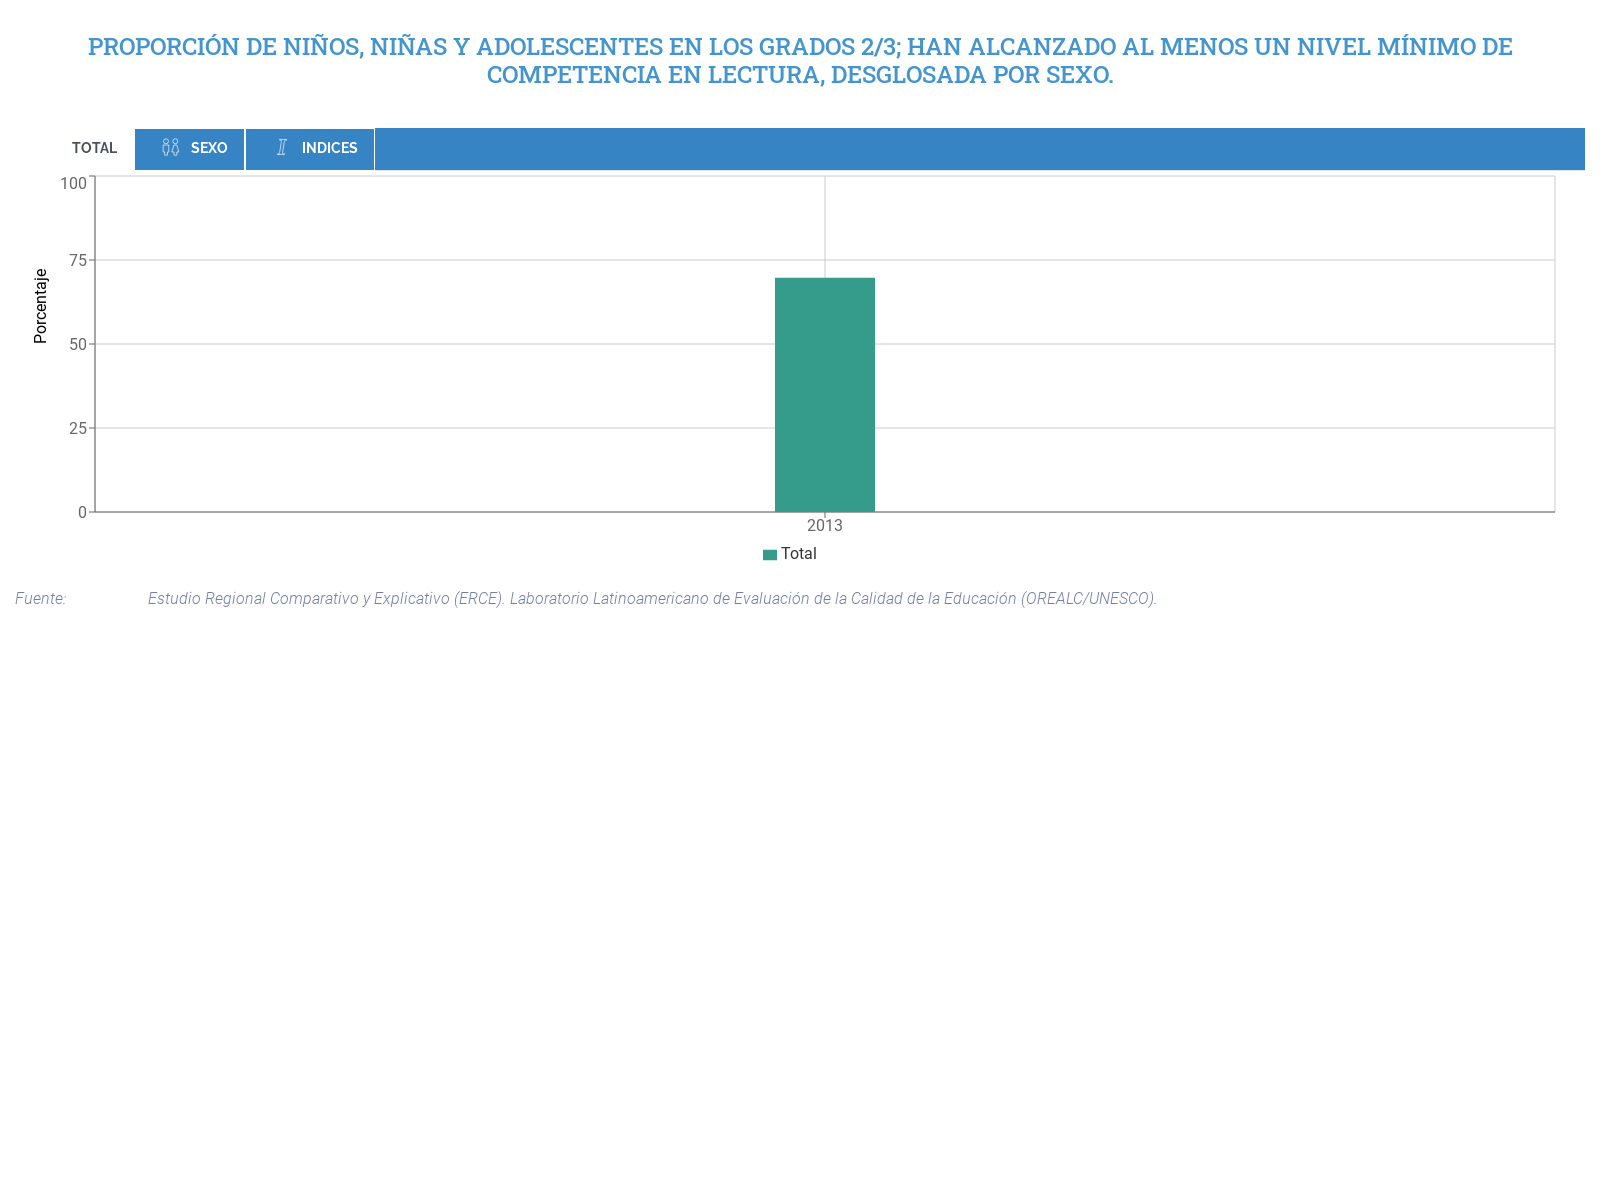 PROPORCIÓN DE NIÑOS, NIÑAS Y ADOLESCENTES EN LOS GRADOS 2/3; HAN ALCANZADO AL MENOS UN NIVEL MÍNIMO DE
COMPETENCIA EN LECTURA, DESGLOSADA POR SEXO.
TOTAL SEXO INDICES
100
75
50
25
0
Porcentaje
2013
Total
Fuente: Estudio Regional Comparativo y Explicativo (ERCE). Laboratorio Latinoamericano de Evaluación de la Calidad de la Educación (OREALC/UNESCO).